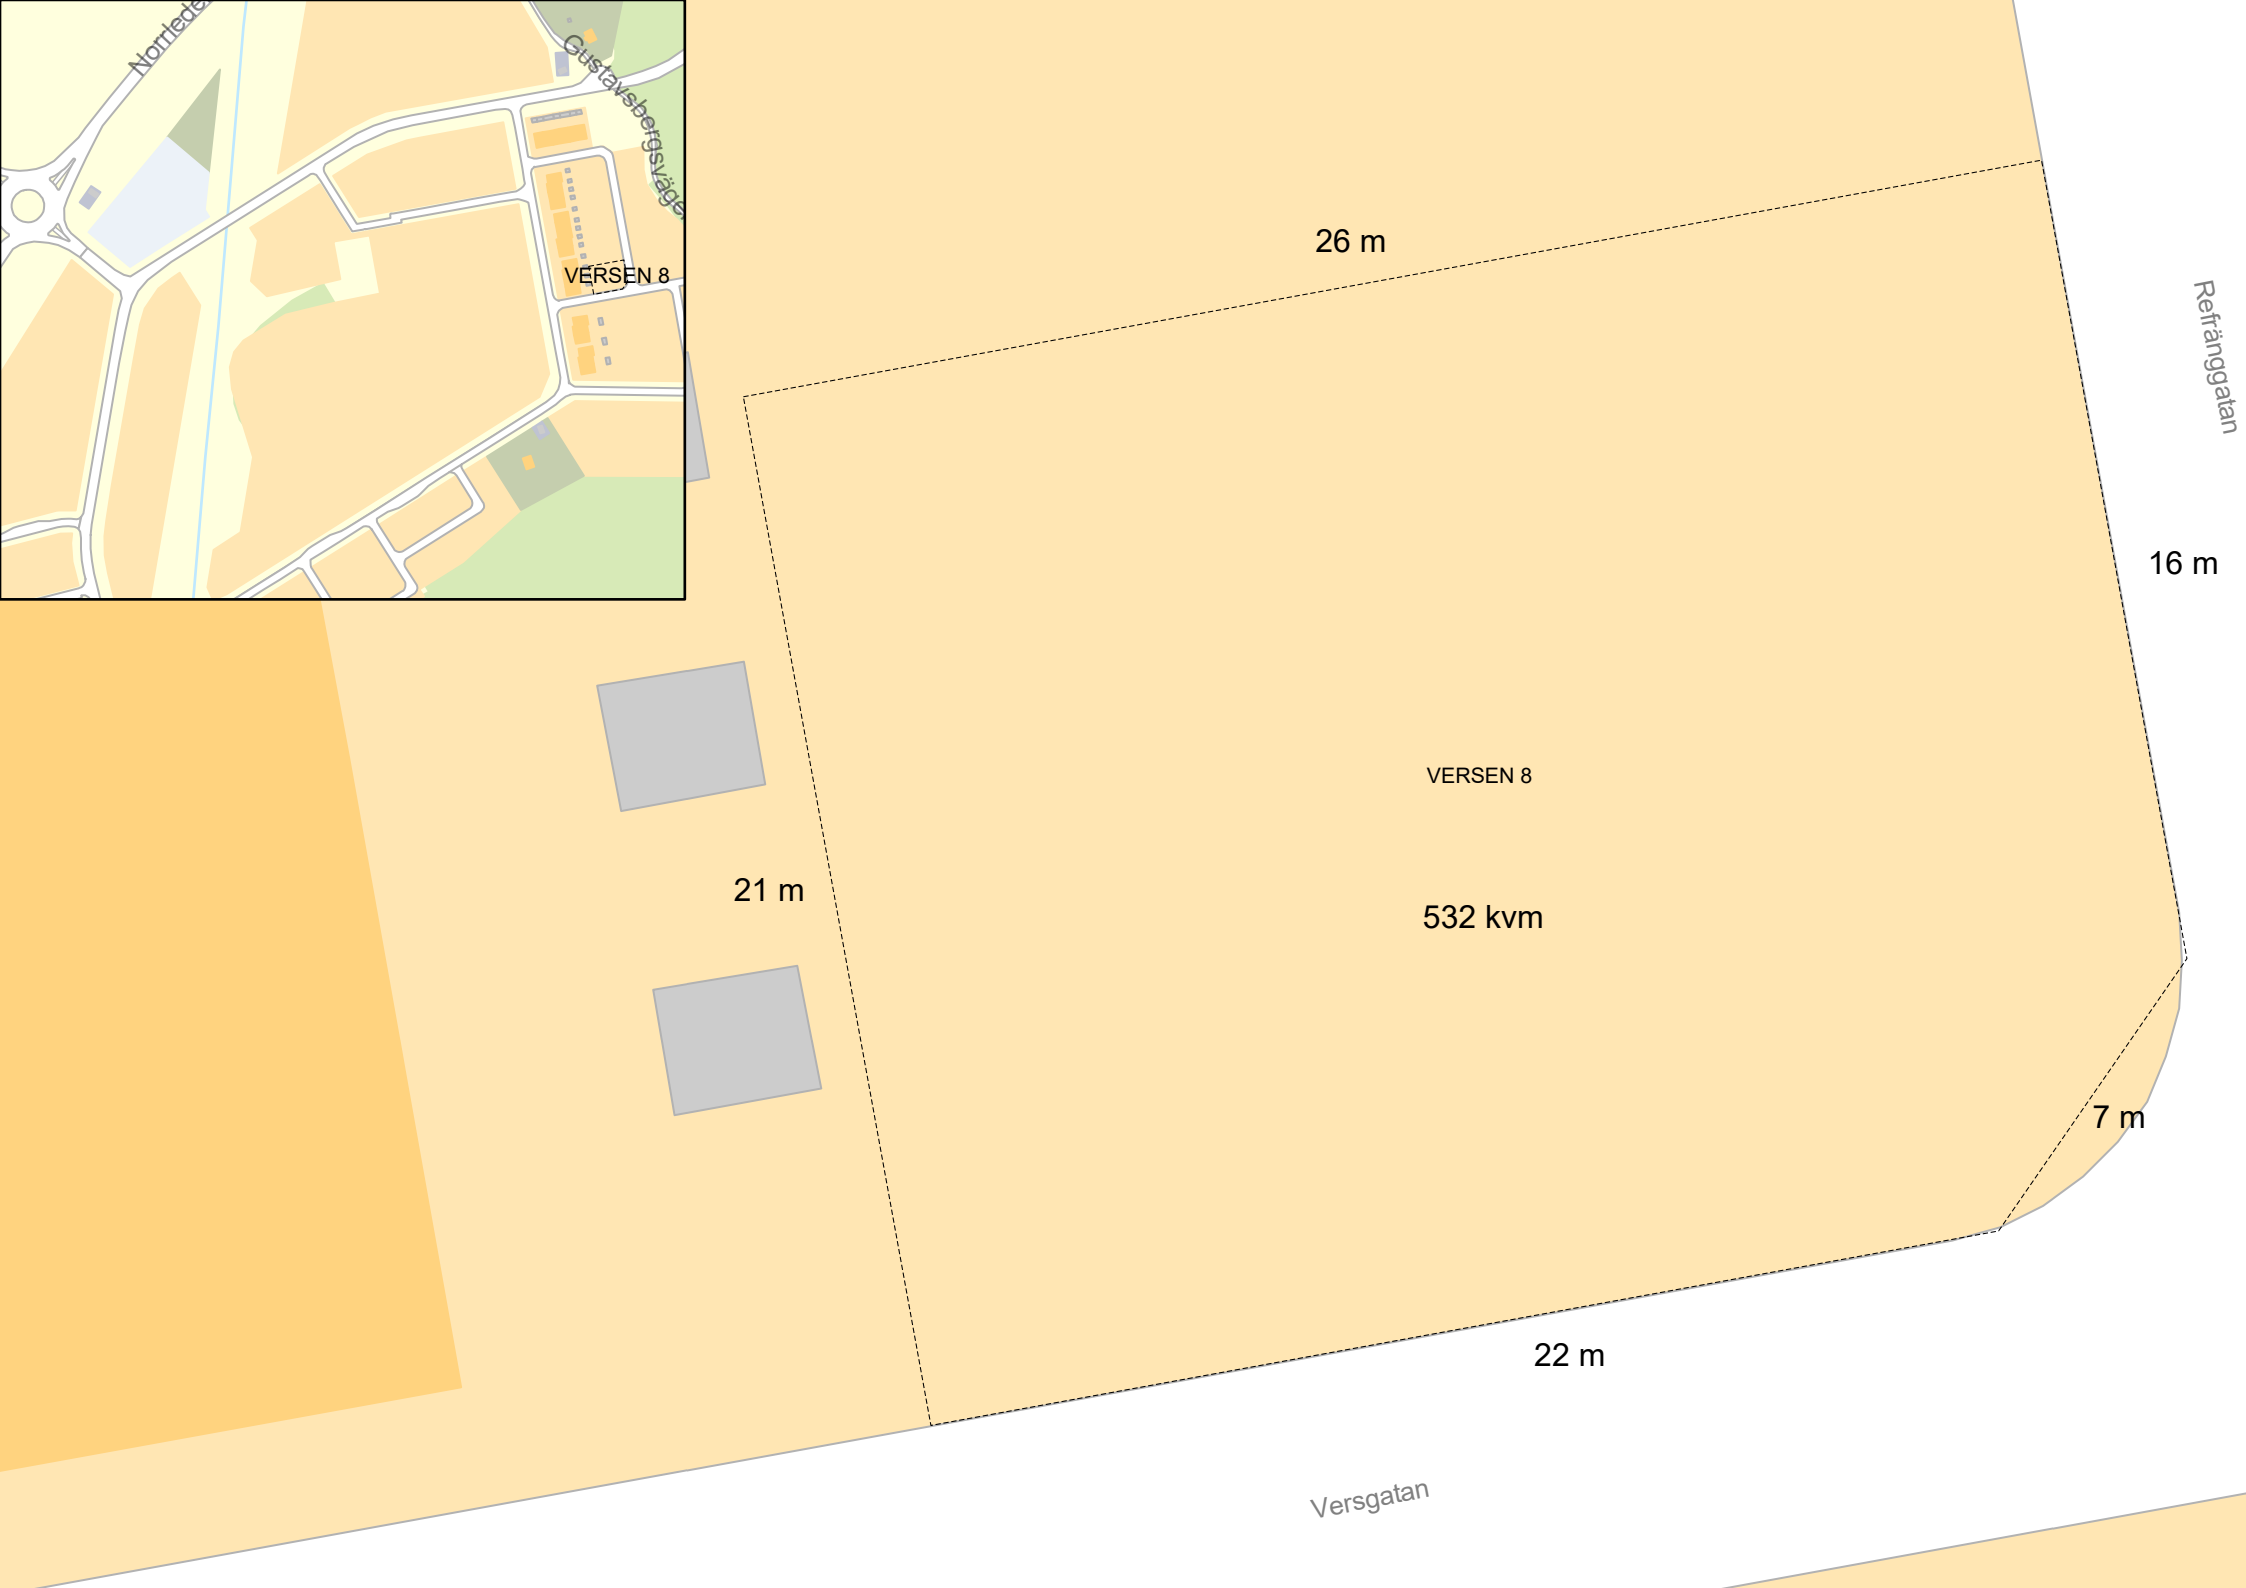 Norrlede
Gustavsbergsväge
VERSEN 8
26 m
Refränggatan
16 m
VERSEN 8
21 m
532 kvm
7 m
22 m
Versgatan